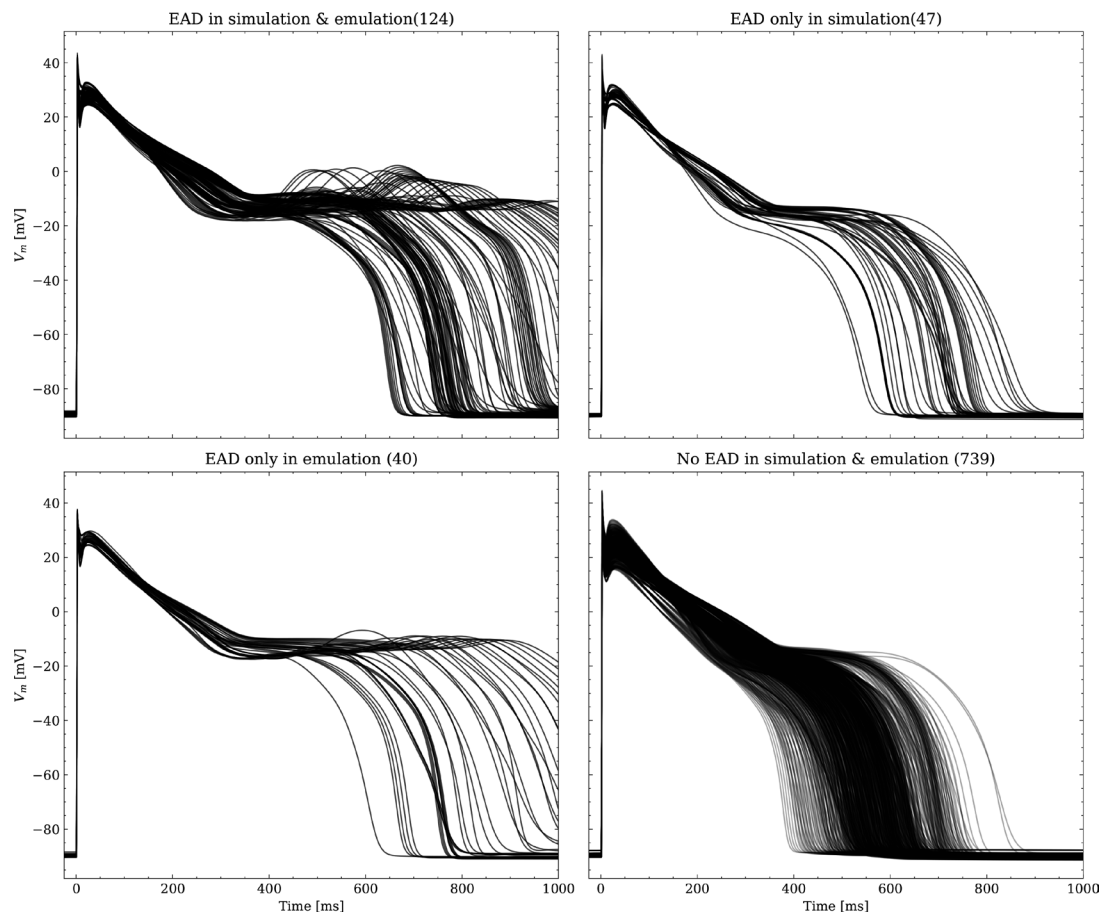 EAD in simulation & emulation(124)
EAD only in simulation(47)
40
20
0
−20
−40
−60
−80
V_m [mV]
EAD only in emulation (40)
No EAD in simulation & emulation (739)
40
20
0
−20
−40
−60
−80
V_m [mV]
0 200 400 600 800 1000
0 200 400 600 800 1000
Time [ms]
Time [ms]